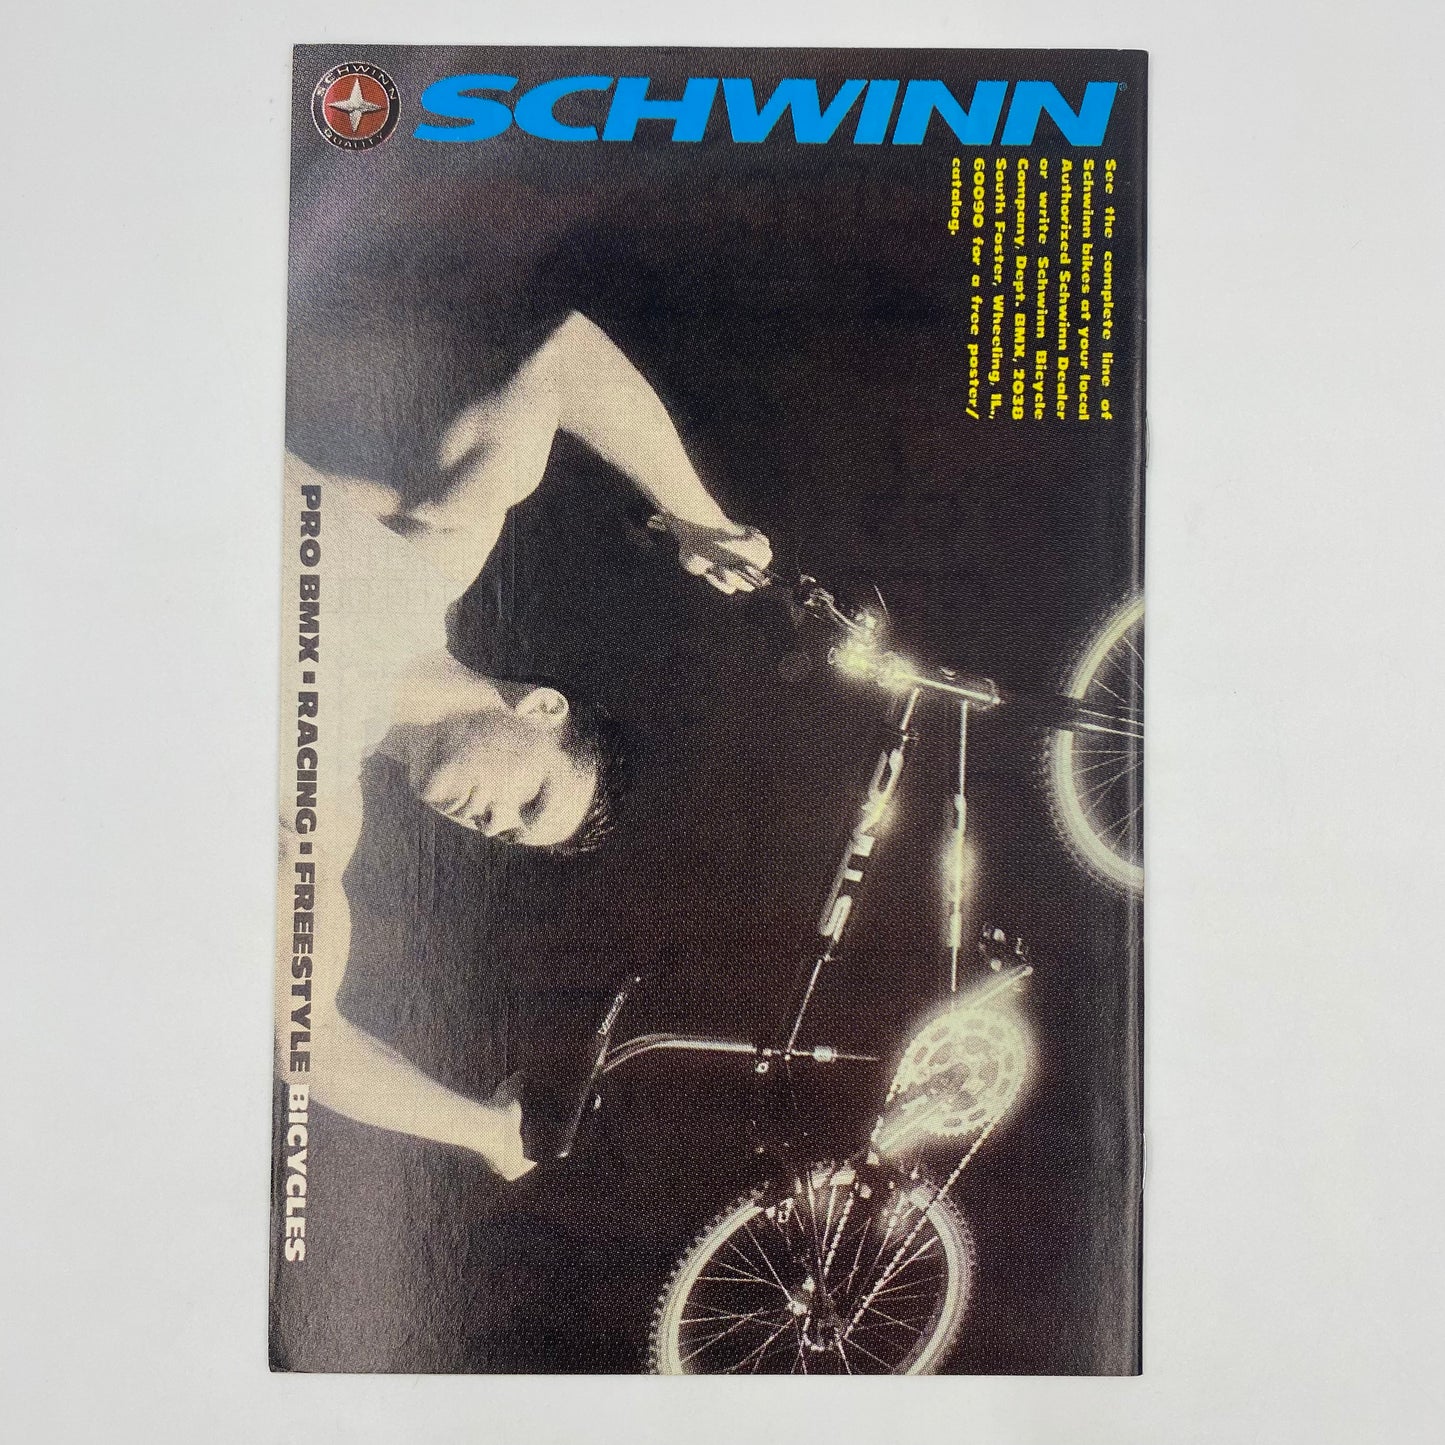 SCHWINN
QUALITY
SCHWINN®
See the complete line of
Schwinn bikes at your local
Authorized Schwinn Dealer
or write Schwinn Bicycle
Company, Dept. BMX, 2038
South Foster, Wheeling, IL,
60090 for a free poster/
catalog.
PRO BMX ▪ RACING ▪ FREESTYLE BICYCLES